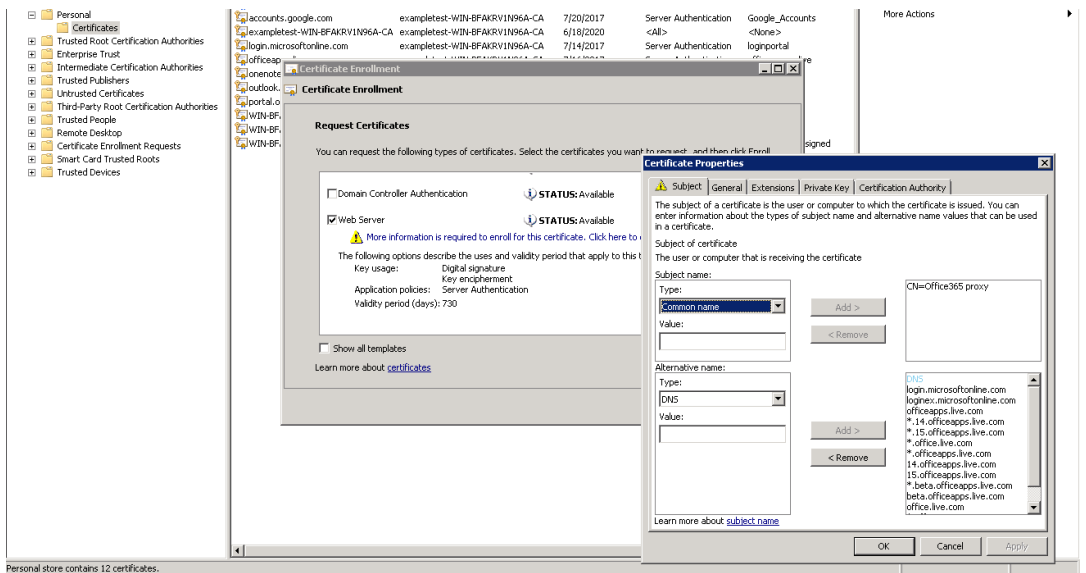 Personal
Certificates
Trusted Root Certification Authorities
Enterprise Trust
Intermediate Certification Authorities
Trusted Publishers
Untrusted Certificates
Third-Party Root Certification Authorities
Trusted People
Remote Desktop
Certificate Enrollment Requests
Smart Card Trusted Roots
Trusted Devices
accounts.google.com exampletest-WIN-BFAKRV1N96A-CA 7/20/2017 Server Authentication Google_Accounts
exampletest-WIN-BFAKRV1N96A-CA exampletest-WIN-BFAKRV1N96A-CA 6/18/2020 <All> <None>
login.microsoftonline.com exampletest-WIN-BFAKRV1N96A-CA 7/14/2017 Server Authentication loginportal
onenote
outlook.
portal.o
WIN-BF
WIN-BF
WIN-BF
signed
More Actions
Certificate Enrollment
Certificate Enrollment
Request Certificates
You can request the following types of certificates. Select the certificates you want to request, and then click Enroll.
Domain Controller Authentication STATUS: Available
Web Server STATUS: Available
More information is required to enroll for this certificate. Click here to
The following options describe the uses and validity period that apply to this t
Key usage: Digital signature
Key encipherment
Application policies: Server Authentication
Validity period (days): 730
Show all templates
Learn more about certificates
Certificate Properties
Subject General Extensions Private Key Certification Authority
The subject of a certificate is the user or computer to which the certificate is issued. You can
enter information about the types of subject name and alternative name values that can be used
in a certificate.
Subject of certificate
The user or computer that is receiving the certificate
Subject name:
Type:
Common name
Value:
Add >
< Remove
CN=Office365 proxy
Alternative name:
Type:
DNS
Value:
Add >
< Remove
DNS
login.microsoftonline.com
loginex.microsoftonline.com
officeapps.live.com
*.14.officeapps.live.com
*.15.officeapps.live.com
*.office.live.com
*.officeapps.live.com
14.officeapps.live.com
15.officeapps.live.com
*.beta.officeapps.live.com
beta.officeapps.live.com
office.live.com
Learn more about subject name
OK Cancel Apply
Personal store contains 12 certificates.